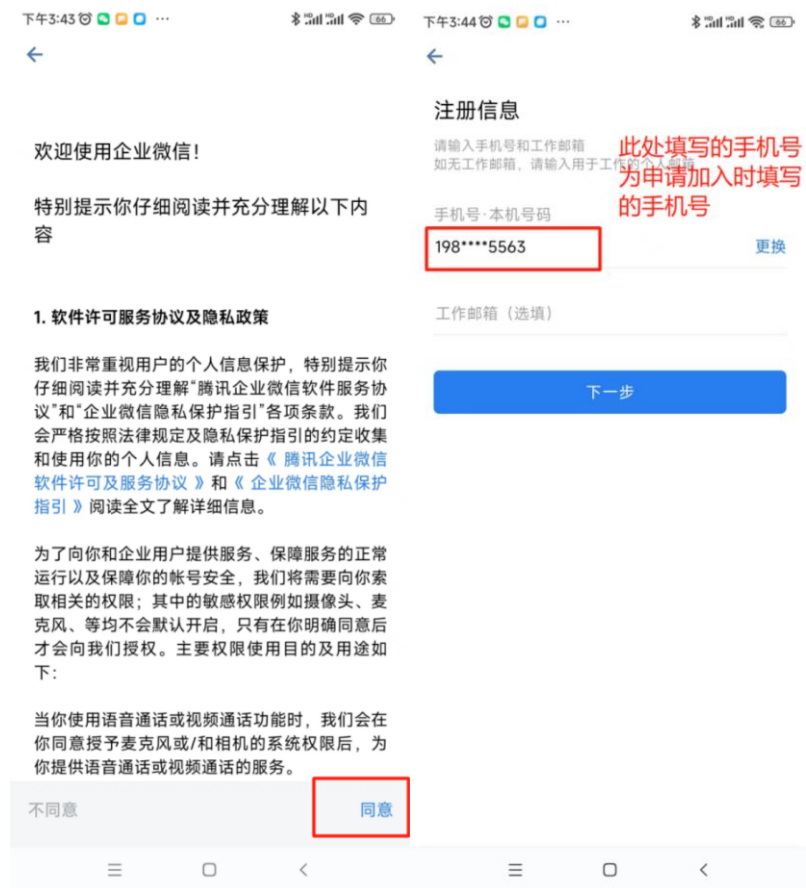 下午3:43 ···
66
欢迎使用企业微信！
特别提示你仔细阅读并充分理解以下内
容
1. 软件许可服务协议及隐私政策
我们非常重视用户的个人信息保护，特别提示你
仔细阅读并充分理解“腾讯企业微信软件服务协
议”和“企业微信隐私保护指引”各项条款。我们
会严格按照法律规定及隐私保护指引的约定收集
和使用你的个人信息。请点击《 腾讯企业微信
软件许可及服务协议 》和《 企业微信隐私保护
指引 》阅读全文了解详细信息。
为了向你和企业用户提供服务、保障服务的正常
运行以及保障你的帐号安全，我们将需要向你索
取相关的权限；其中的敏感权限例如摄像头、麦
克风、等均不会默认开启，只有在你明确同意后
才会向我们授权。主要权限使用目的及用途如
下：
当你使用语音通话或视频通话功能时，我们会在
你同意授予麦克风或/和相机的系统权限后，为
你提供语音通话或视频通话的服务。
不同意
同意
下午3:44 ···
66
注册信息
请输入手机号和工作邮箱
如无工作邮箱，请输入用于工作的个人邮箱
此处填写的手机号
为申请加入时填写
的手机号
手机号·本机号码
198****5563
更换
工作邮箱（选填）
下一步